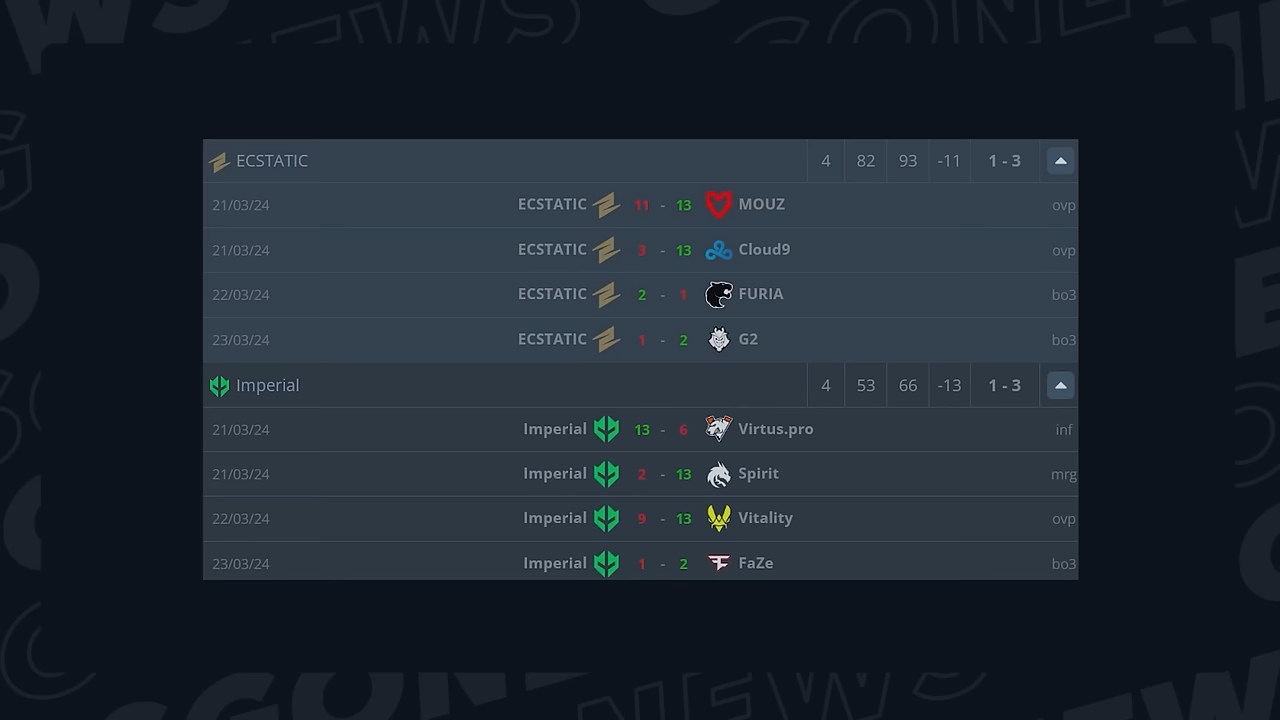 ECSTATIC 4 82 93 -11 1 - 3
21/03/24 ECSTATIC 11 - 13 MOUZ ovp
21/03/24 ECSTATIC 3 - 13 Cloud9 ovp
22/03/24 ECSTATIC 2 - 1 FURIA bo3
23/03/24 ECSTATIC 1 - 2 G2 bo3
Imperial 4 53 66 -13 1 - 3
21/03/24 Imperial 13 - 6 Virtus.pro inf
21/03/24 Imperial 2 - 13 Spirit mrg
22/03/24 Imperial 9 - 13 Vitality ovp
23/03/24 Imperial 1 - 2 FaZe bo3